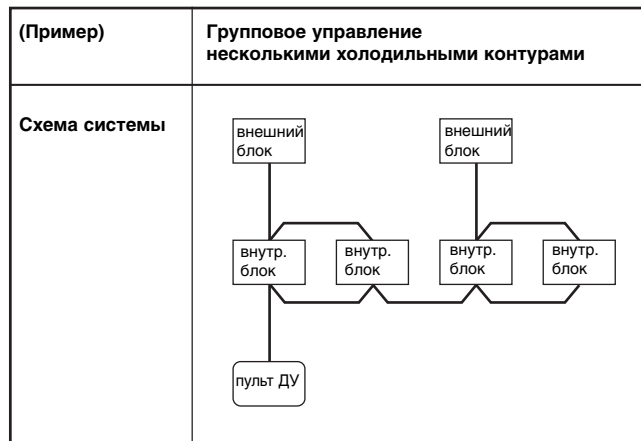 (Пример)
Групповое управление
несколькими холодильными контурами
Схема системы
внешний
блок
внешний
блок
внутр.
блок
внутр.
блок
внутр.
блок
внутр.
блок
пульт ДУ